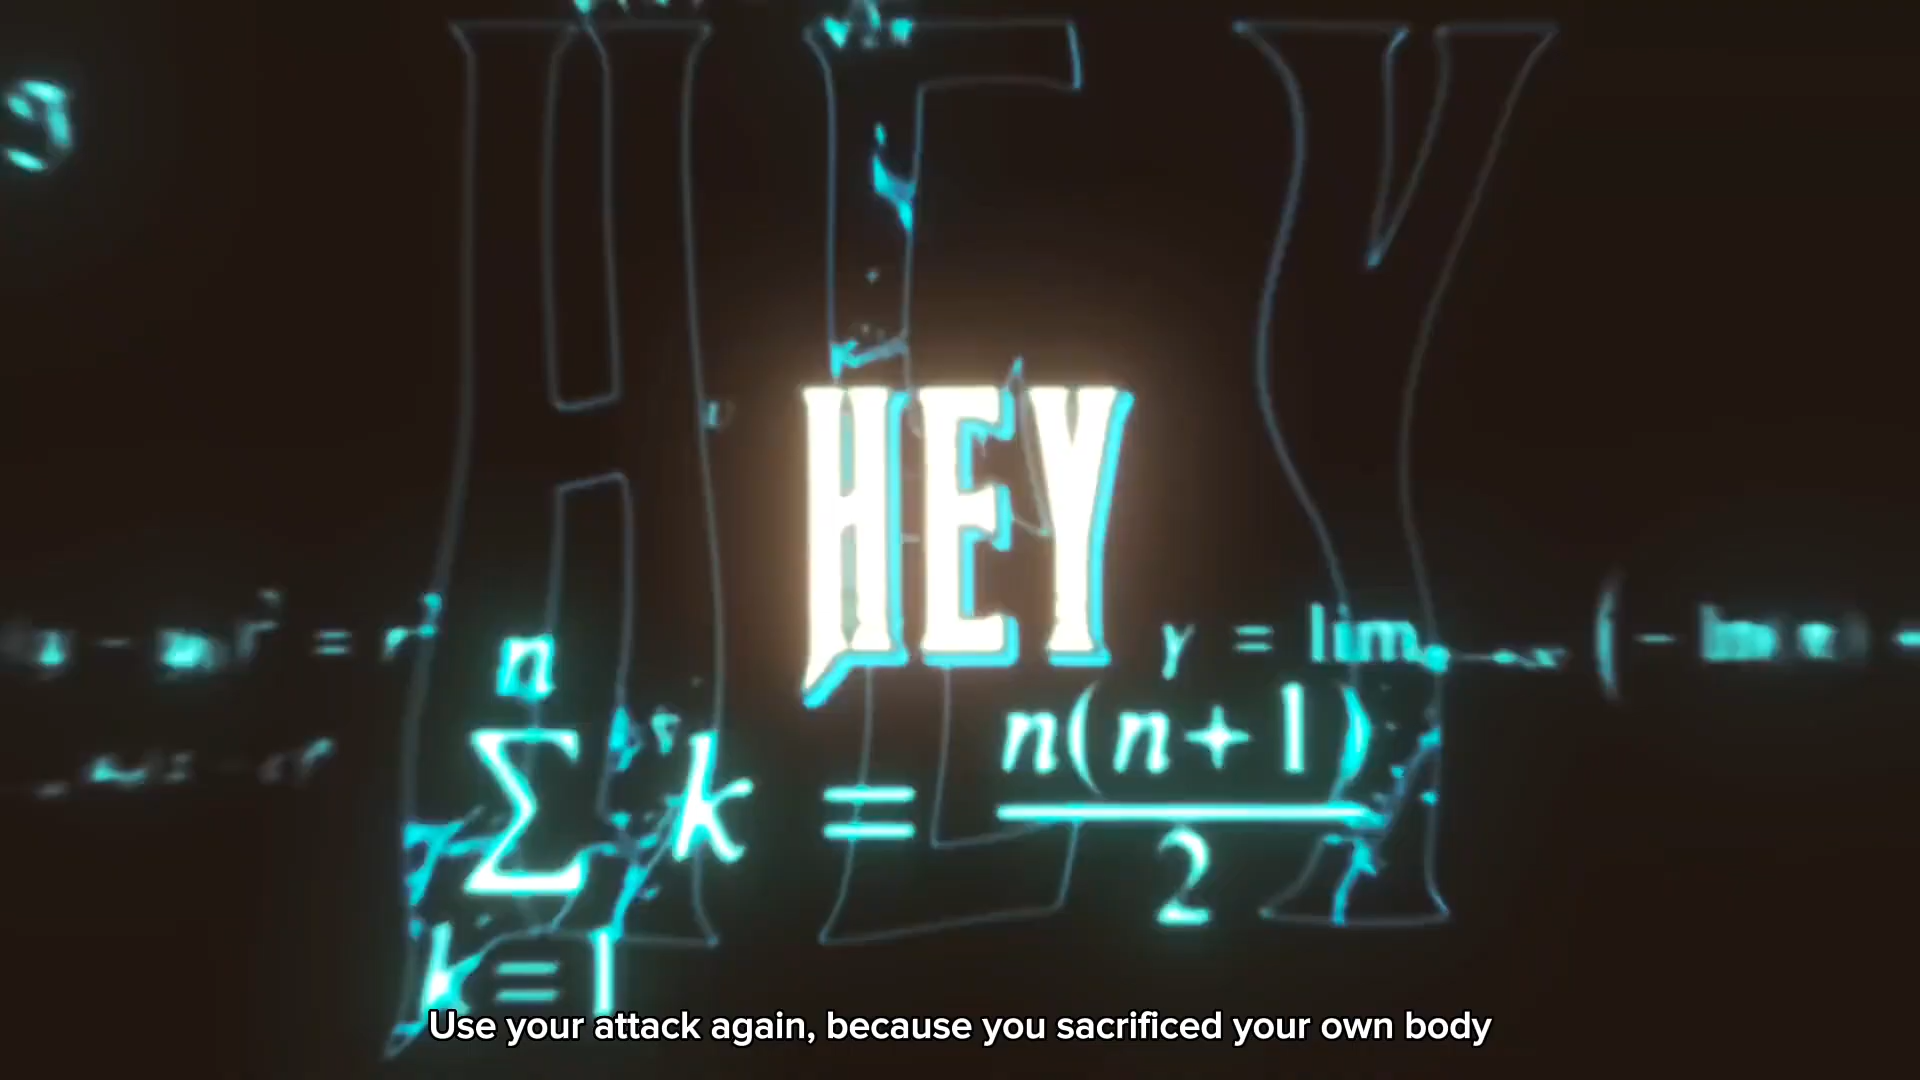 HEY
HEY
γ = lim
n
∑ k = n(n+1)
2
k=1
Use your attack again, because you sacrificed your own body